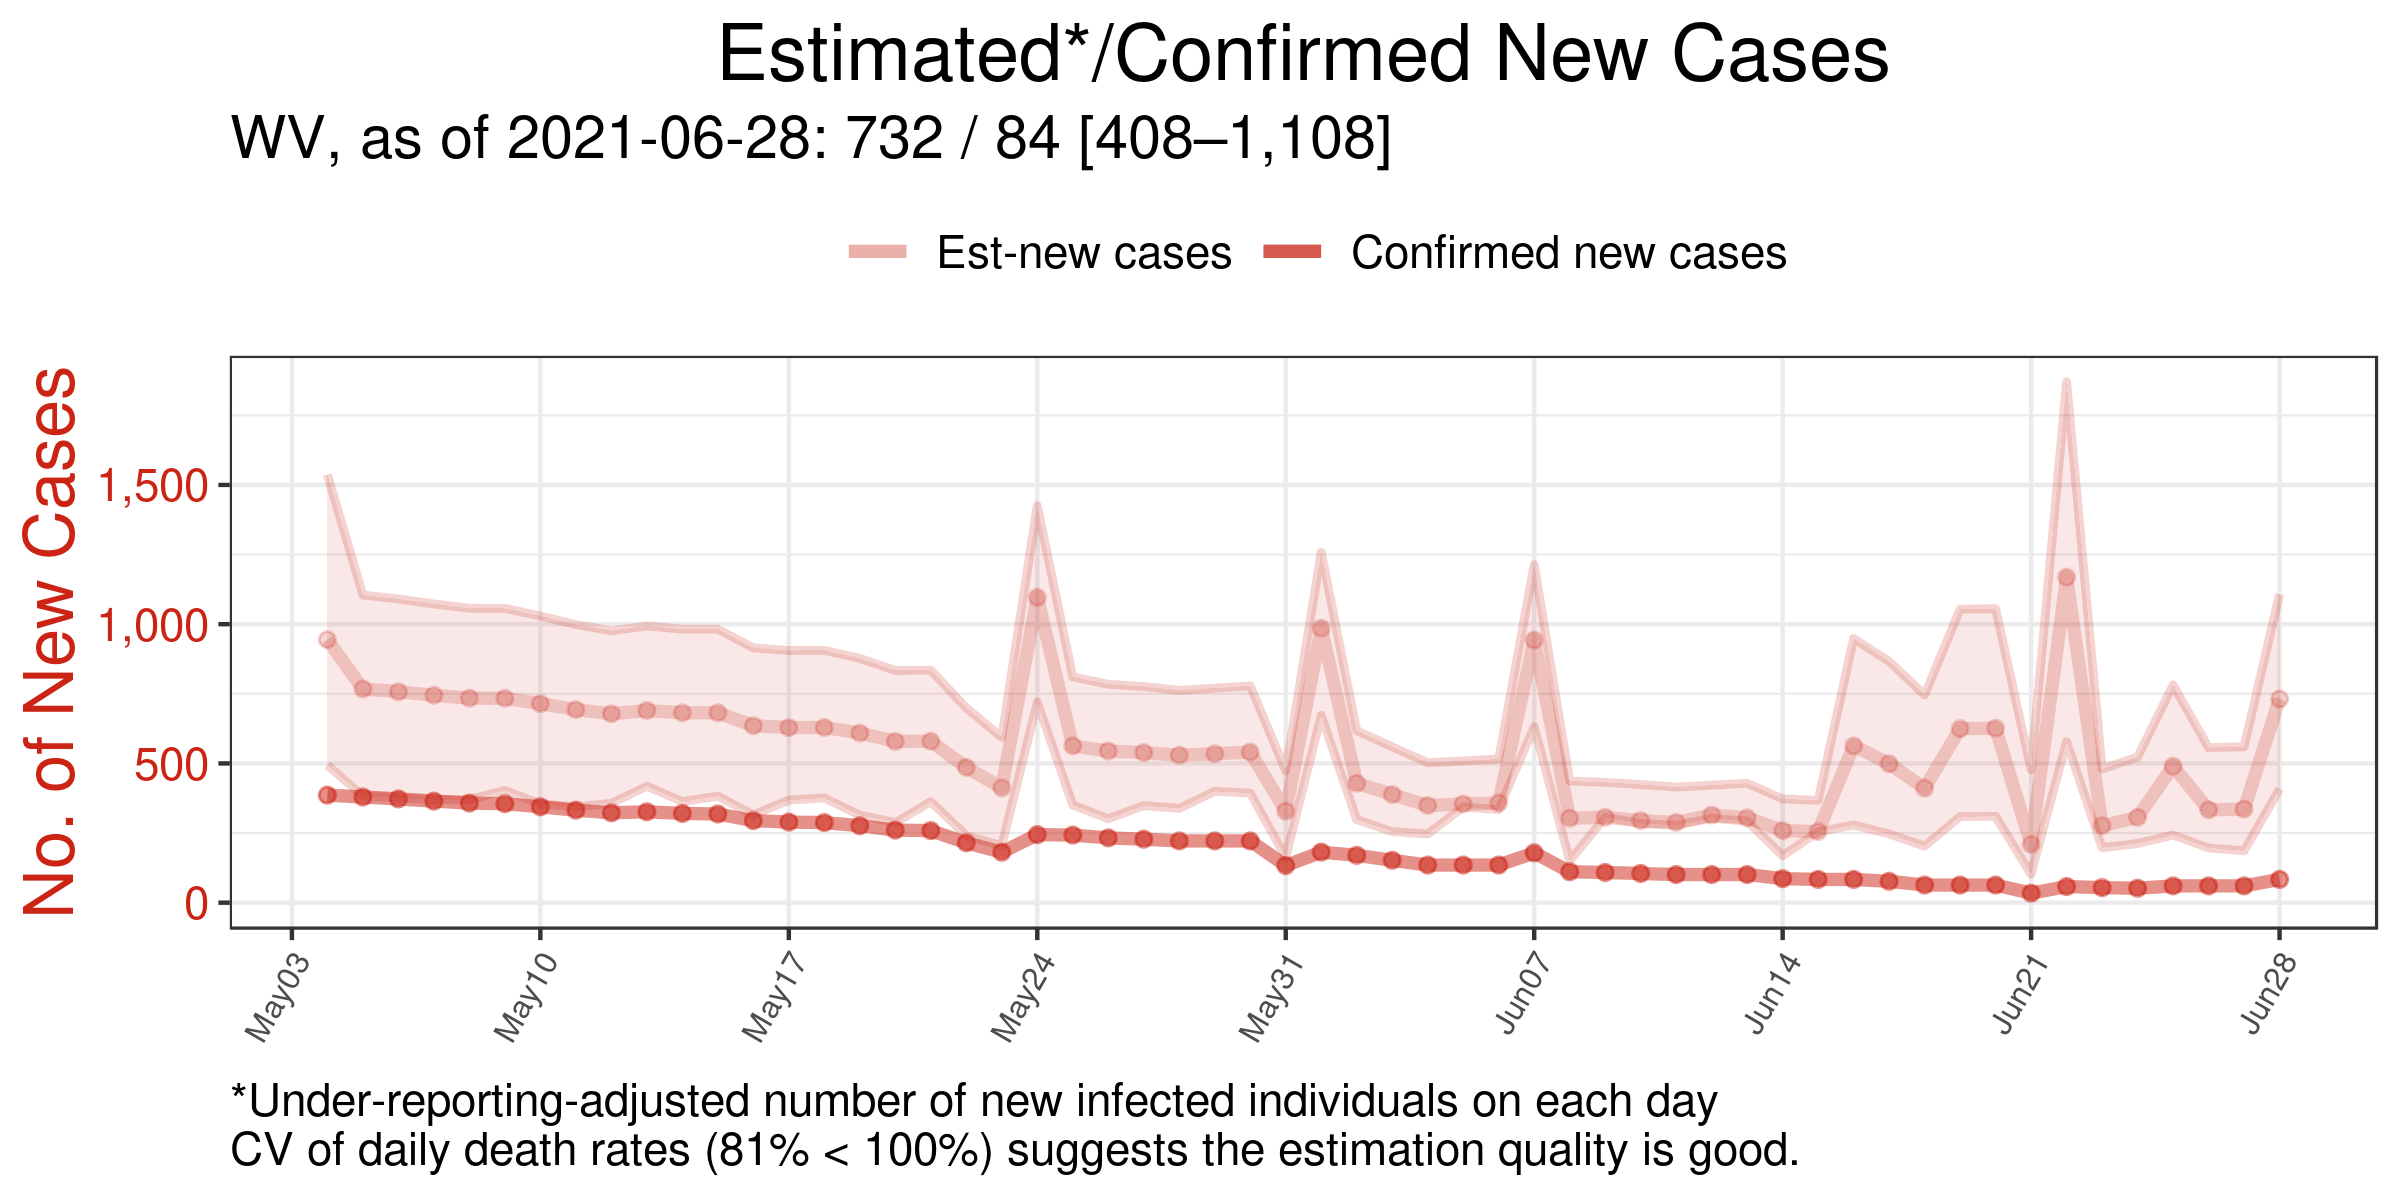 Estimated*/Confirmed New Cases
WV, as of 2021-06-28: 732 / 84 [408–1,108]
Est-new cases
Confirmed new cases
No. of New Cases
1,500
1,000
500
0
May03
May10
May17
May24
May31
Jun07
Jun14
Jun21
Jun28
*Under-reporting-adjusted number of new infected individuals on each day
CV of daily death rates (81% < 100%) suggests the estimation quality is good.